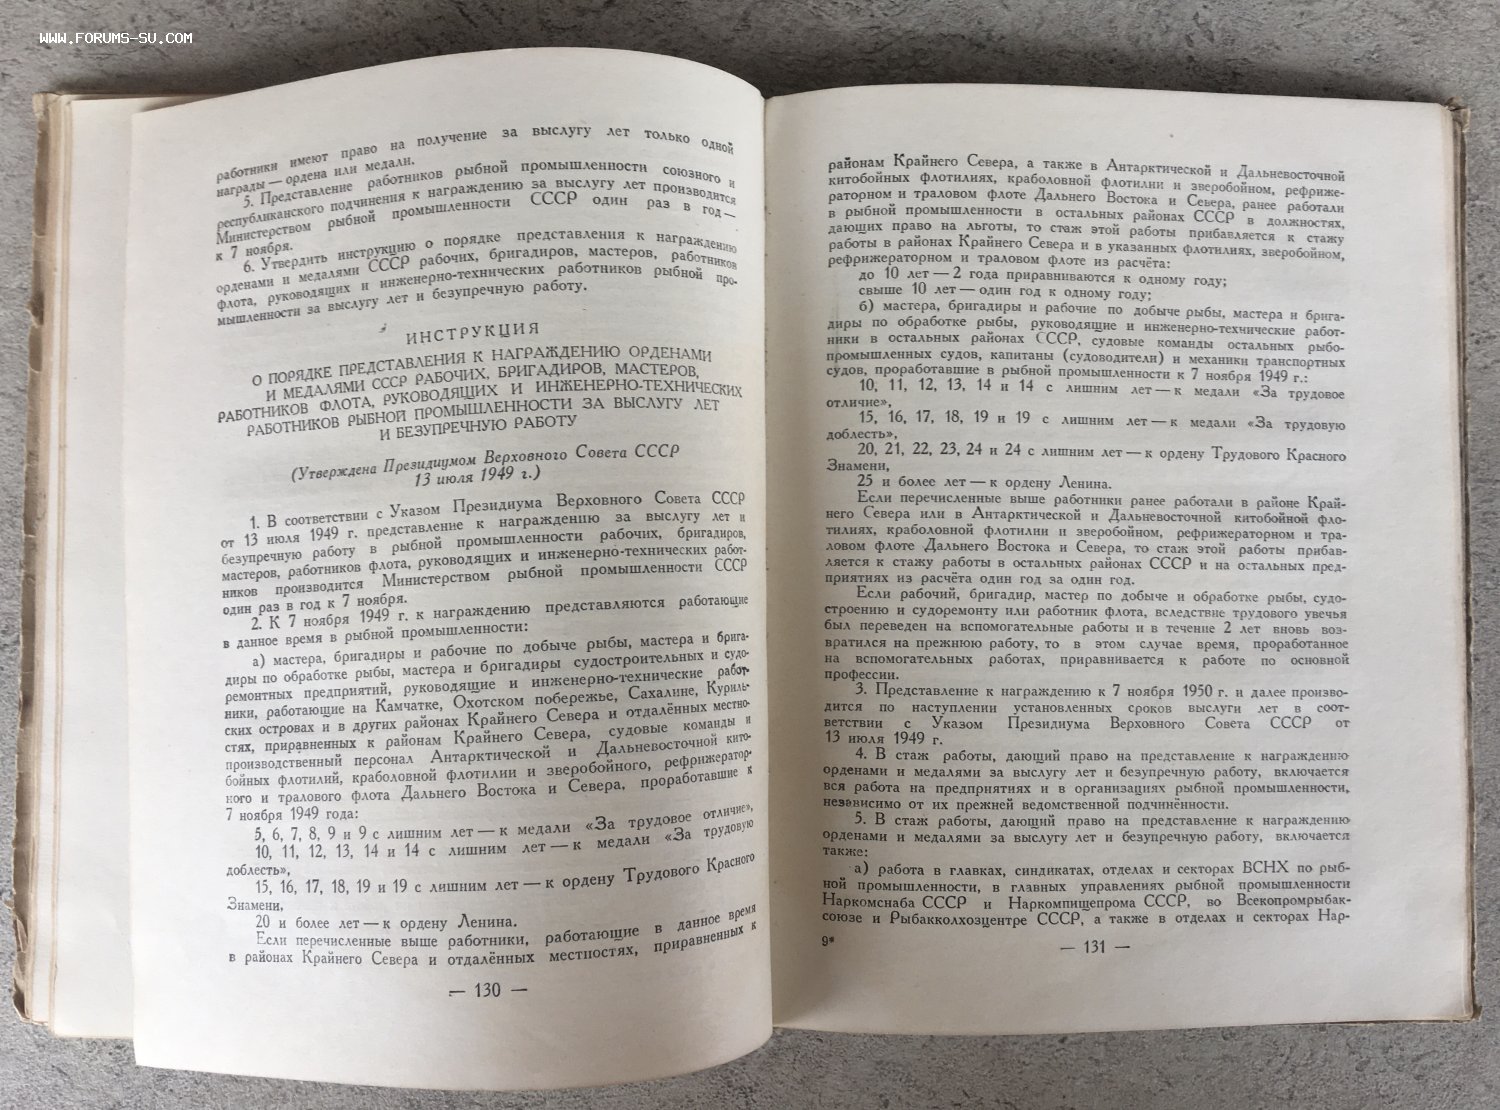 WWW.FORUMS-SU.COM
работники имеют право на получение за выслугу лет только одной
награды — ордена или медали.
5. Представление работников рыбной промышленности союзного и
республиканского подчинения к награждению за выслугу лет производится
Министерством рыбной промышленности СССР один раз в год —
к 7 ноября.
6. Утвердить инструкцию о порядке представления к награждению
орденами и медалями СССР рабочих, бригадиров, мастеров, работников
флота, руководящих и инженерно-технических работников рыбной про-
мышленности за выслугу лет и безупречную работу.
ИНСТРУКЦИЯ
О ПОРЯДКЕ ПРЕДСТАВЛЕНИЯ К НАГРАЖДЕНИЮ ОРДЕНАМИ
И МЕДАЛЯМИ СССР РАБОЧИХ, БРИГАДИРОВ, МАСТЕРОВ,
РАБОТНИКОВ ФЛОТА, РУКОВОДЯЩИХ И ИНЖЕНЕРНО-ТЕХНИЧЕСКИХ
РАБОТНИКОВ РЫБНОЙ ПРОМЫШЛЕННОСТИ ЗА ВЫСЛУГУ ЛЕТ
И БЕЗУПРЕЧНУЮ РАБОТУ
(Утверждена Президиумом Верховного Совета СССР
13 июля 1949 г.)
1. В соответствии с Указом Президиума Верховного Совета СССР
от 13 июля 1949 г. представление к награждению за выслугу лет и
безупречную работу в рыбной промышленности рабочих, бригадиров,
мастеров, работников флота, руководящих и инженерно-технических работ-
ников производится Министерством рыбной промышленности СССР
один раз в год к 7 ноября.
2. К 7 ноября 1949 г. к награждению представляются работающие
в данное время в рыбной промышленности:
а) мастера, бригадиры и рабочие по добыче рыбы, мастера и брига-
диры по обработке рыбы, мастера и бригадиры судостроительных и судо-
ремонтных предприятий, руководящие и инженерно-технические работ-
ники, работающие на Камчатке, Охотском побережье, Сахалине, Куриль-
ских островах и в других районах Крайнего Севера и отдалённых местно-
стях, приравненных к районам Крайнего Севера, судовые команды и
производственный персонал Антарктической и Дальневосточной кито-
бойных флотилий, краболовной флотилии и зверобойного, рефрижератор-
ного и тралового флота Дальнего Востока и Севера, проработавшие к
7 ноября 1949 года:
5, 6, 7, 8, 9 и 9 с лишним лет — к медали «За трудовое отличие»,
10, 11, 12, 13, 14 и 14 с лишним лет — к медали «За трудовую
доблесть»,
15, 16, 17, 18, 19 и 19 с лишним лет — к ордену Трудового Красного
Знамени,
20 и более лет — к ордену Ленина.
Если перечисленные выше работники, работающие в данное время
в районах Крайнего Севера и отдалённых местностях, приравненных к
— 130 —
районам Крайнего Севера, а также в Антарктической и Дальневосточной
китобойных флотилиях, краболовной флотилии и зверобойном, рефриже-
раторном и траловом флоте Дальнего Востока и Севера, ранее работали
в рыбной промышленности в остальных районах СССР в должностях,
дающих право на льготы, то стаж этой работы прибавляется к стажу
работы в районах Крайнего Севера и в указанных флотилиях, зверобойном,
рефрижераторном и траловом флоте из расчёта:
до 10 лет — 2 года приравниваются к одному году;
свыше 10 лет — один год к одному году;
б) мастера, бригадиры и рабочие по добыче рыбы, мастера и брига-
диры по обработке рыбы, руководящие и инженерно-технические работ-
ники в остальных районах СССР, судовые команды остальных рыбо-
промышленных судов, капитаны (судоводители) и механики транспортных
судов, проработавшие в рыбной промышленности к 7 ноября 1949 г.:
10, 11, 12, 13, 14 и 14 с лишним лет — к медали «За трудовое
отличие»,
15, 16, 17, 18, 19 и 19 с лишним лет — к медали «За трудовую
доблесть»,
20, 21, 22, 23, 24 и 24 с лишним лет — к ордену Трудового Красного
Знамени,
25 и более лет — к ордену Ленина.
Если перечисленные выше работники ранее работали в районе Край-
него Севера или в Антарктической и Дальневосточной китобойной фло-
тилиях, краболовной флотилии и зверобойном, рефрижераторном и тра-
ловом флоте Дальнего Востока и Севера, то стаж этой работы прибав-
ляется к стажу работы в остальных районах СССР и на остальных пред-
приятиях из расчёта один год за один год.
Если рабочий, бригадир, мастер по добыче и обработке рыбы, судо-
строению и судоремонту или работник флота, вследствие трудового увечья
был переведен на вспомогательные работы и в течение 2 лет вновь воз-
вратился на прежнюю работу, то в этом случае время, проработанное
на вспомогательных работах, приравнивается к работе по основной
профессии.
3. Представление к награждению к 7 ноября 1950 г. и далее произво-
дится по наступлении установленных сроков выслуги лет в соот-
ветствии с Указом Президиума Верховного Совета СССР от
13 июля 1949 г.
4. В стаж работы, дающий право на представление к награждению
орденами и медалями за выслугу лет и безупречную работу, включается
вся работа на предприятиях и в организациях рыбной промышленности,
независимо от их прежней ведомственной подчинённости.
5. В стаж работы, дающий право на представление к награждению
орденами и медалями за выслугу лет и безупречную работу, включается
также:
а) работа в главках, синдикатах, отделах и секторах ВСНХ по рыб-
ной промышленности, в главных управлениях рыбной промышленности
Наркомснаба СССР и Наркомпищепрома СССР, во Всекопромрыбак-
союзе и Рыбакколхозцентре СССР, а также в отделах и секторах Нар-
9*
— 131 —